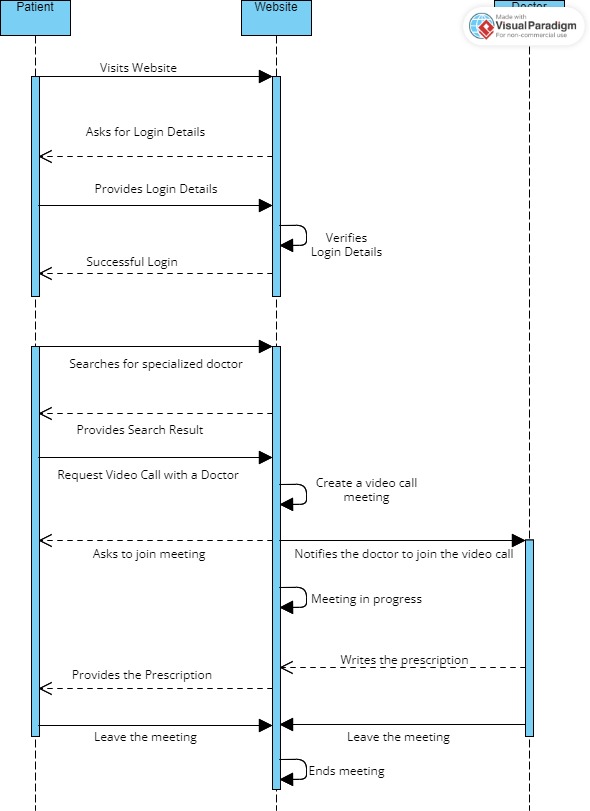 Patient
Website
Doctor
Made with
Visual Paradigm
For non-commercial use
Visits Website
Asks for Login Details
Provides Login Details
Verifies
Login Details
Successful Login
Searches for specialized doctor
Provides Search Result
Request Video Call with a Doctor
Create a video call
meeting
Asks to join meeting
Notifies the doctor to join the video call
Meeting in progress
Writes the prescription
Provides the Prescription
Leave the meeting
Leave the meeting
Ends meeting